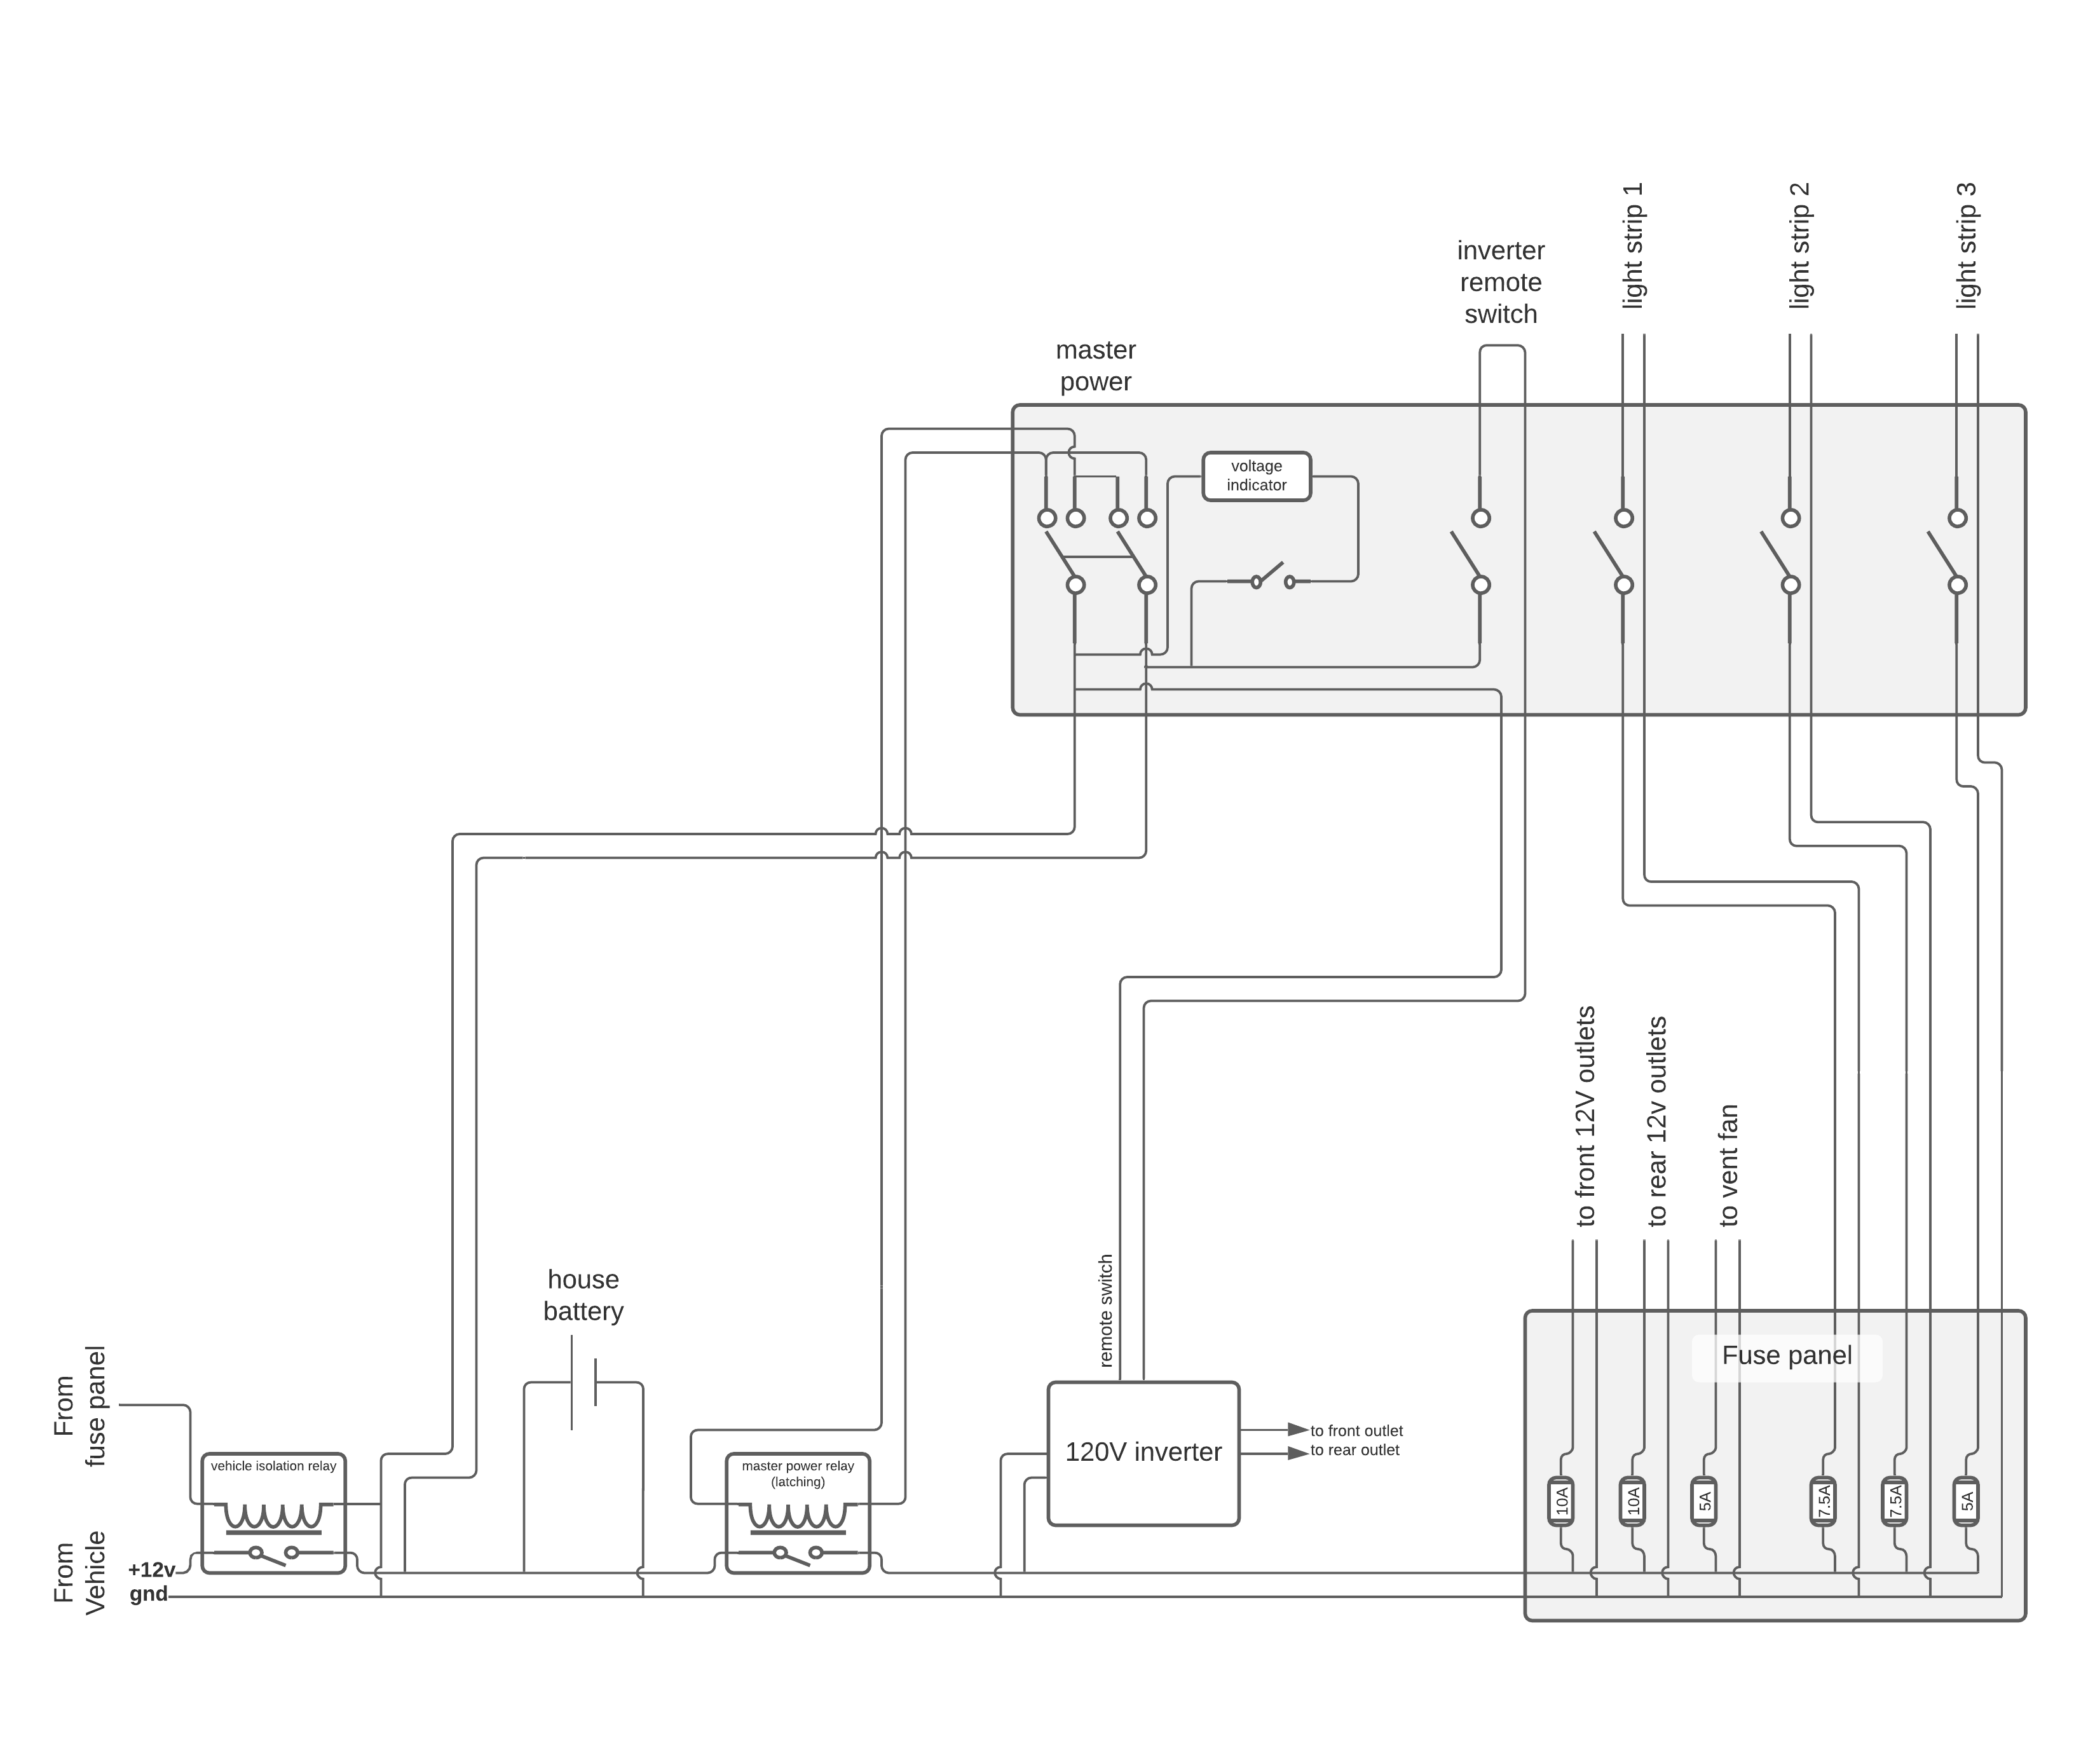 light strip 1
light strip 2
light strip 3
inverter
remote
switch
master
power
voltage
indicator
to front 12V outlets
to rear 12v outlets
to vent fan
remote switch
house
battery
Fuse panel
From
fuse panel
vehicle isolation relay
master power relay
(latching)
120V inverter
to front outlet
to rear outlet
10A
10A
5A
7.5A
7.5A
5A
From
Vehicle
+12v
gnd